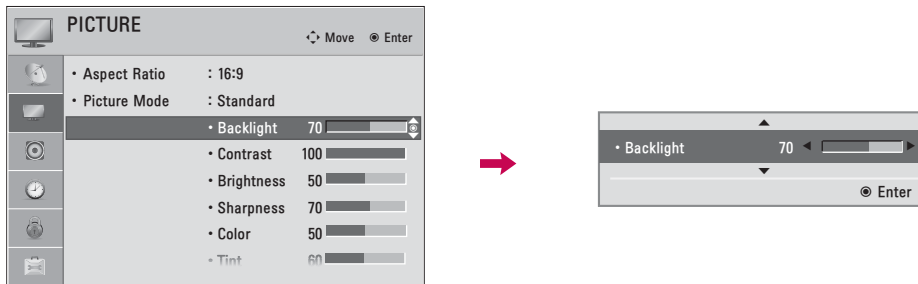 PICTURE
Move Enter
• Aspect Ratio : 16:9
• Picture Mode : Standard
• Backlight 70
• Contrast 100
• Brightness 50
• Sharpness 70
• Color 50
• Tint 60
• Backlight 70
Enter